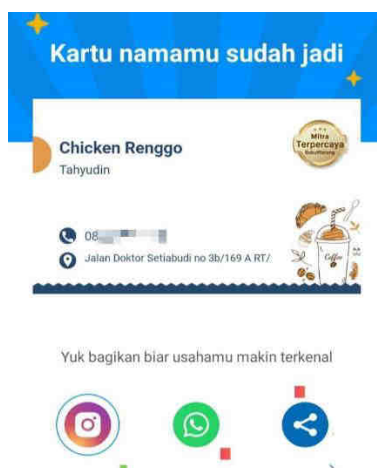 Kartu namamu sudah jadi
Chicken Renggo
Tahyudin
Mitra
Terpercaya
08
Jalan Doktor Setiabudi no 3b/169 A RT/
Coffee
Yuk bagikan biar usahamu makin terkenal